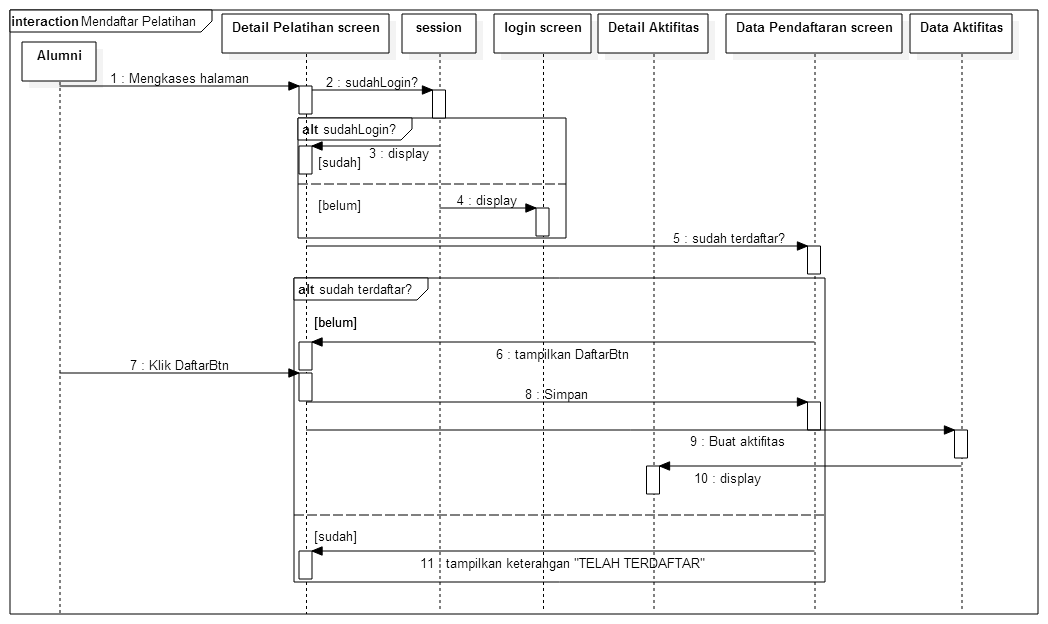 interaction Mendaftar Pelatihan
Alumni
Detail Pelatihan screen
session
login screen
Detail Aktifitas
Data Pendaftaran screen
Data Aktifitas
1 : Mengkases halaman
2 : sudahLogin?
alt sudahLogin?
3 : display
[sudah]
[belum]
4 : display
5 : sudah terdaftar?
alt sudah terdaftar?
[belum]
6 : tampilkan DaftarBtn
7 : Klik DaftarBtn
8 : Simpan
9 : Buat aktifitas
10 : display
[sudah]
11 : tampilkan keterangan "TELAH TERDAFTAR"